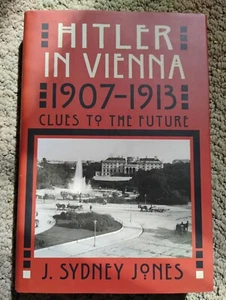 HITLER
IN VIENNA
1907-1913
CLUES TO THE FUTURE
J. SYDNEY JONES